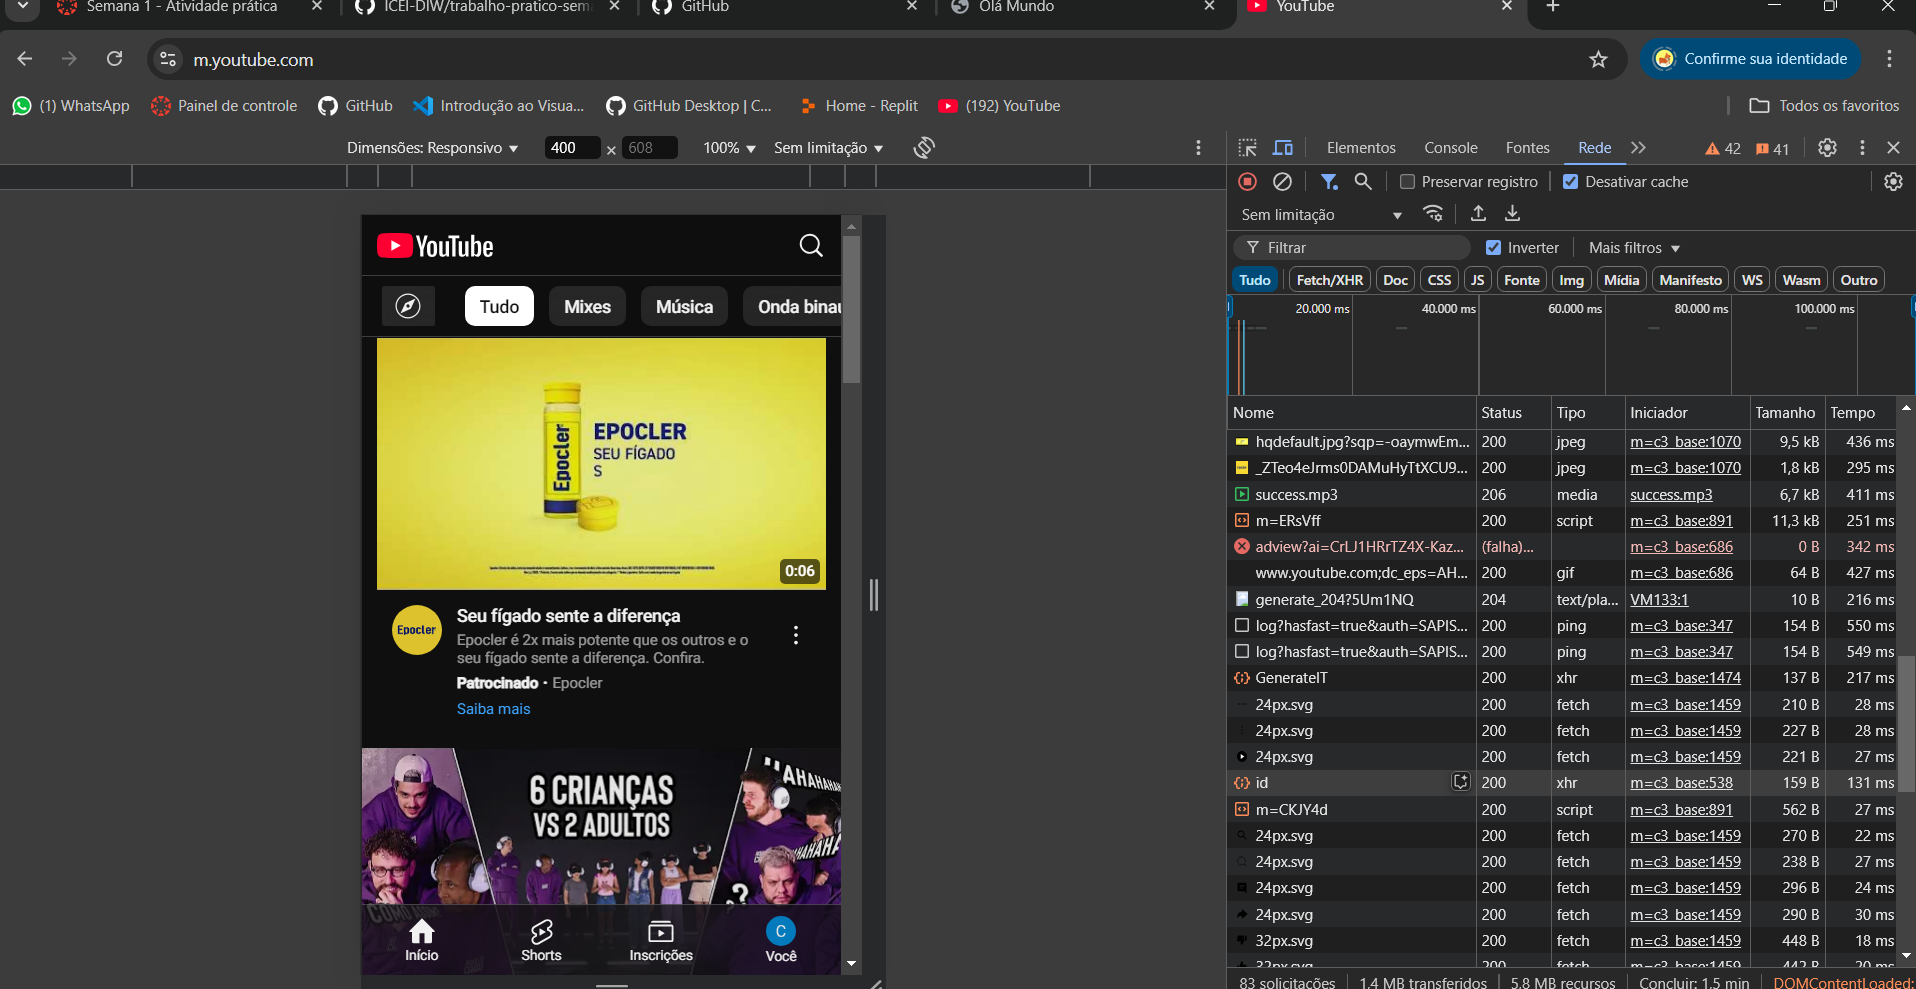 Semana 1 - Atividade prática
ICEI-DIW/trabalho-pratico-sem
GitHub
Olá Mundo
YouTube
m.youtube.com
Confirme sua identidade
(1) WhatsApp
Painel de controle
GitHub
Introdução ao Visua...
GitHub Desktop | C...
Home - Replit
(192) YouTube
Todos os favoritos
Dimensões: Responsivo
400
×
608
100%
Sem limitação
Elementos
Console
Fontes
Rede
42
41
Preservar registro
Desativar cache
Sem limitação
Filtrar
Inverter
Mais filtros
Tudo
Fetch/XHR
Doc
CSS
JS
Fonte
Img
Mídia
Manifesto
WS
Wasm
Outro
20.000 ms
40.000 ms
60.000 ms
80.000 ms
100.000 ms
Nome Status Tipo Iniciador Tamanho Tempo
hqdefault.jpg?sqp=-oaymwEm... 200 jpeg m=c3_base:1070 9,5 kB 436 ms
_ZTeo4eJrms0DAMuHyTtXCU9... 200 jpeg m=c3_base:1070 1,8 kB 295 ms
success.mp3 206 media success.mp3 6,7 kB 411 ms
m=ERsVff 200 script m=c3_base:891 11,3 kB 251 ms
adview?ai=CrLJ1HRrTZ4X-Kaz... (falha)... m=c3_base:686 0 B 342 ms
www.youtube.com;dc_eps=AH... 200 gif m=c3_base:686 64 B 427 ms
generate_204?5Um1NQ 204 text/pla... VM133:1 10 B 216 ms
log?hasfast=true&auth=SAPIS... 200 ping m=c3_base:347 154 B 550 ms
log?hasfast=true&auth=SAPIS... 200 ping m=c3_base:347 154 B 549 ms
GenerateIT 200 xhr m=c3_base:1474 137 B 217 ms
24px.svg 200 fetch m=c3_base:1459 210 B 28 ms
24px.svg 200 fetch m=c3_base:1459 227 B 28 ms
24px.svg 200 fetch m=c3_base:1459 221 B 27 ms
id 200 xhr m=c3_base:538 159 B 131 ms
m=CKJY4d 200 script m=c3_base:891 562 B 27 ms
24px.svg 200 fetch m=c3_base:1459 270 B 22 ms
24px.svg 200 fetch m=c3_base:1459 238 B 27 ms
24px.svg 200 fetch m=c3_base:1459 296 B 24 ms
24px.svg 200 fetch m=c3_base:1459 290 B 30 ms
32px.svg 200 fetch m=c3_base:1459 448 B 18 ms
32px.svg 200 fetch m=c3_base:1459 442 B 20 ms
83 solicitações
1.4 MB transferidos
5.8 MB recursos
Concluir: 1.5 min
DOMContentLoaded:
YouTube
Tudo
Mixes
Música
Onda binau
Epocler
EPOCLER
SEU FÍGADO
S
0:06
Epocler
Seu fígado sente a diferença
Epocler é 2x mais potente que os outros e o
seu fígado sente a diferença. Confira.
Patrocinado • Epocler
Saiba mais
6 CRIANÇAS
VS 2 ADULTOS
Início
Shorts
Inscrições
C
Você